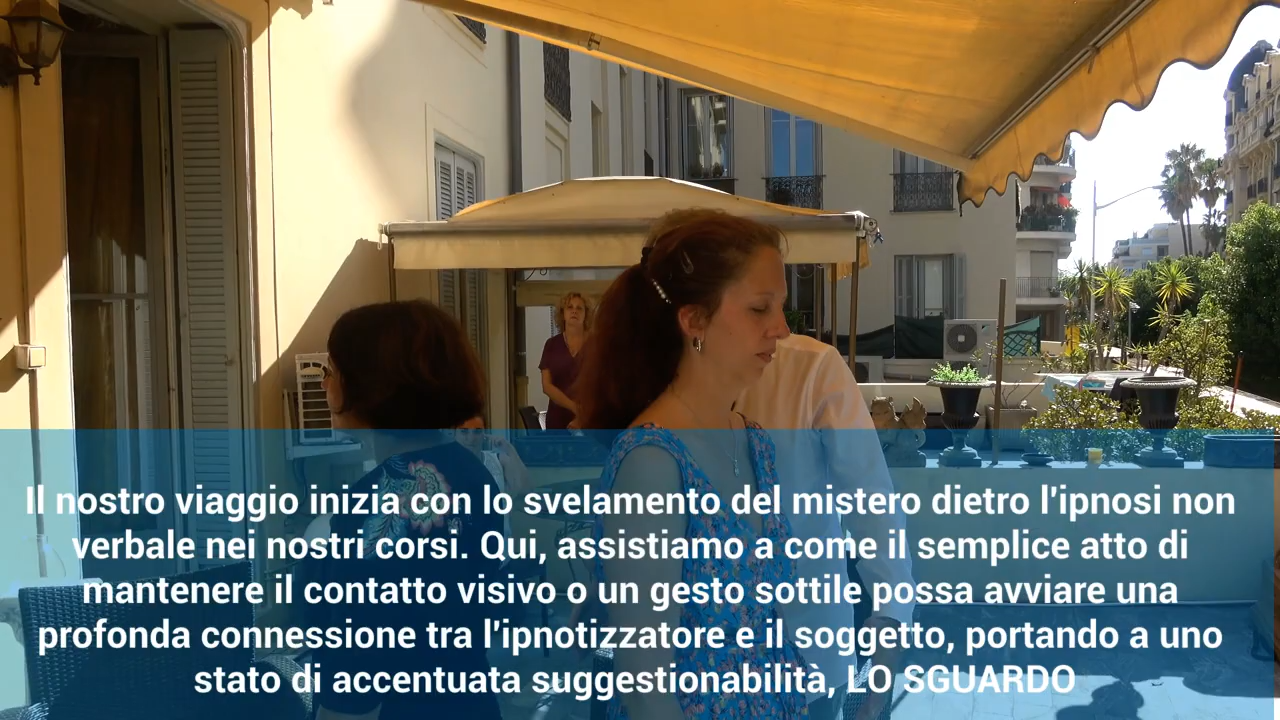 Il nostro viaggio inizia con lo svelamento del mistero dietro l'ipnosi non
verbale nei nostri corsi. Qui, assistiamo a come il semplice atto di
mantenere il contatto visivo o un gesto sottile possa avviare una
profonda connessione tra l'ipnotizzatore e il soggetto, portando a uno
stato di accentuata suggestionabilità, LO SGUARDO